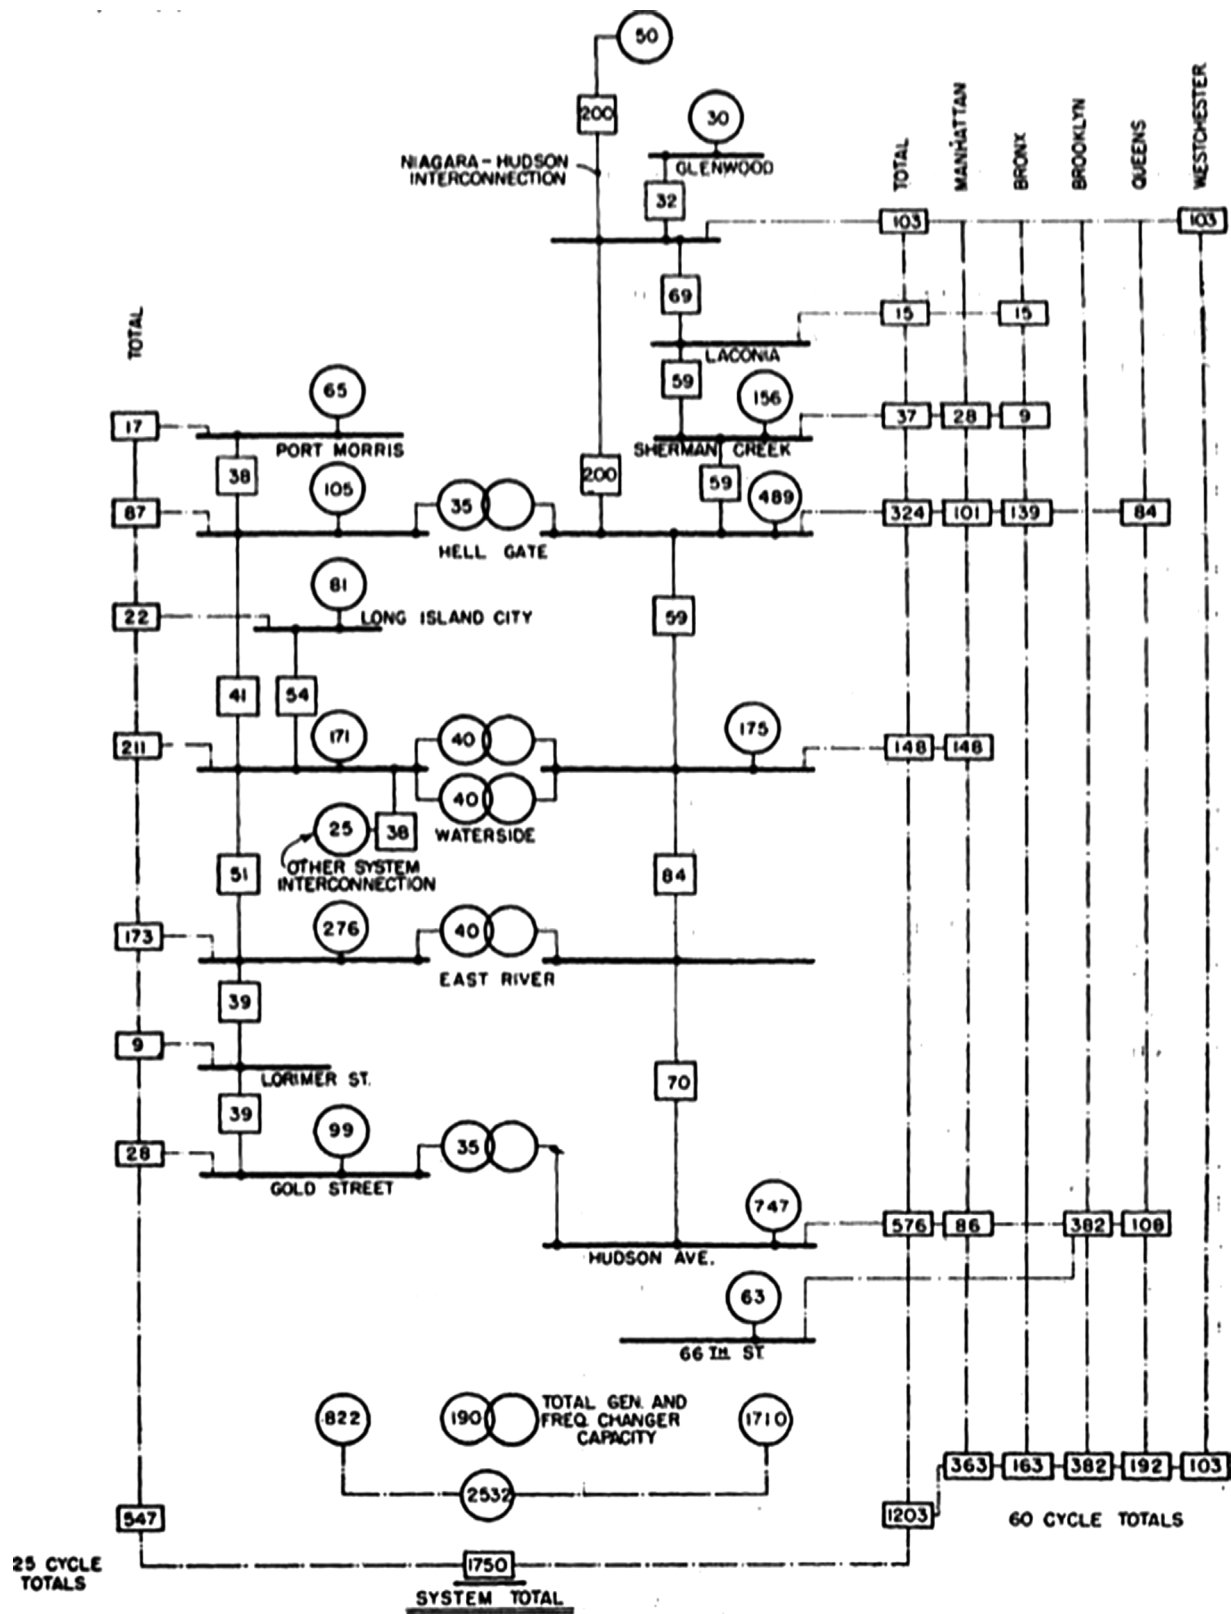 50
200
30
NIAGARA-HUDSON
INTERCONNECTION
GLENWOOD
32
TOTAL
MANHATTAN
BRONX
BROOKLYN
QUEENS
WESTCHESTER
103
103
69
15
15
LACONIA
TOTAL
59
65
156
17
37
28
9
PORT MORRIS
SHERMAN CREEK
38
105
35
200
59
489
87
324
101
139
84
HELL GATE
81
22
LONG ISLAND CITY
59
41
54
211
171
40
175
148
148
40
25
38
WATERSIDE
OTHER SYSTEM
INTERCONNECTION
51
84
173
276
40
EAST RIVER
39
9
LORIMER ST.
70
39
99
35
28
GOLD STREET
747
576
86
382
108
HUDSON AVE.
63
66TH ST.
822
190
TOTAL GEN. AND
FREQ. CHANGER
CAPACITY
1710
363
163
382
192
103
2532
547
1203
60 CYCLE TOTALS
25 CYCLE
TOTALS
1750
SYSTEM TOTAL